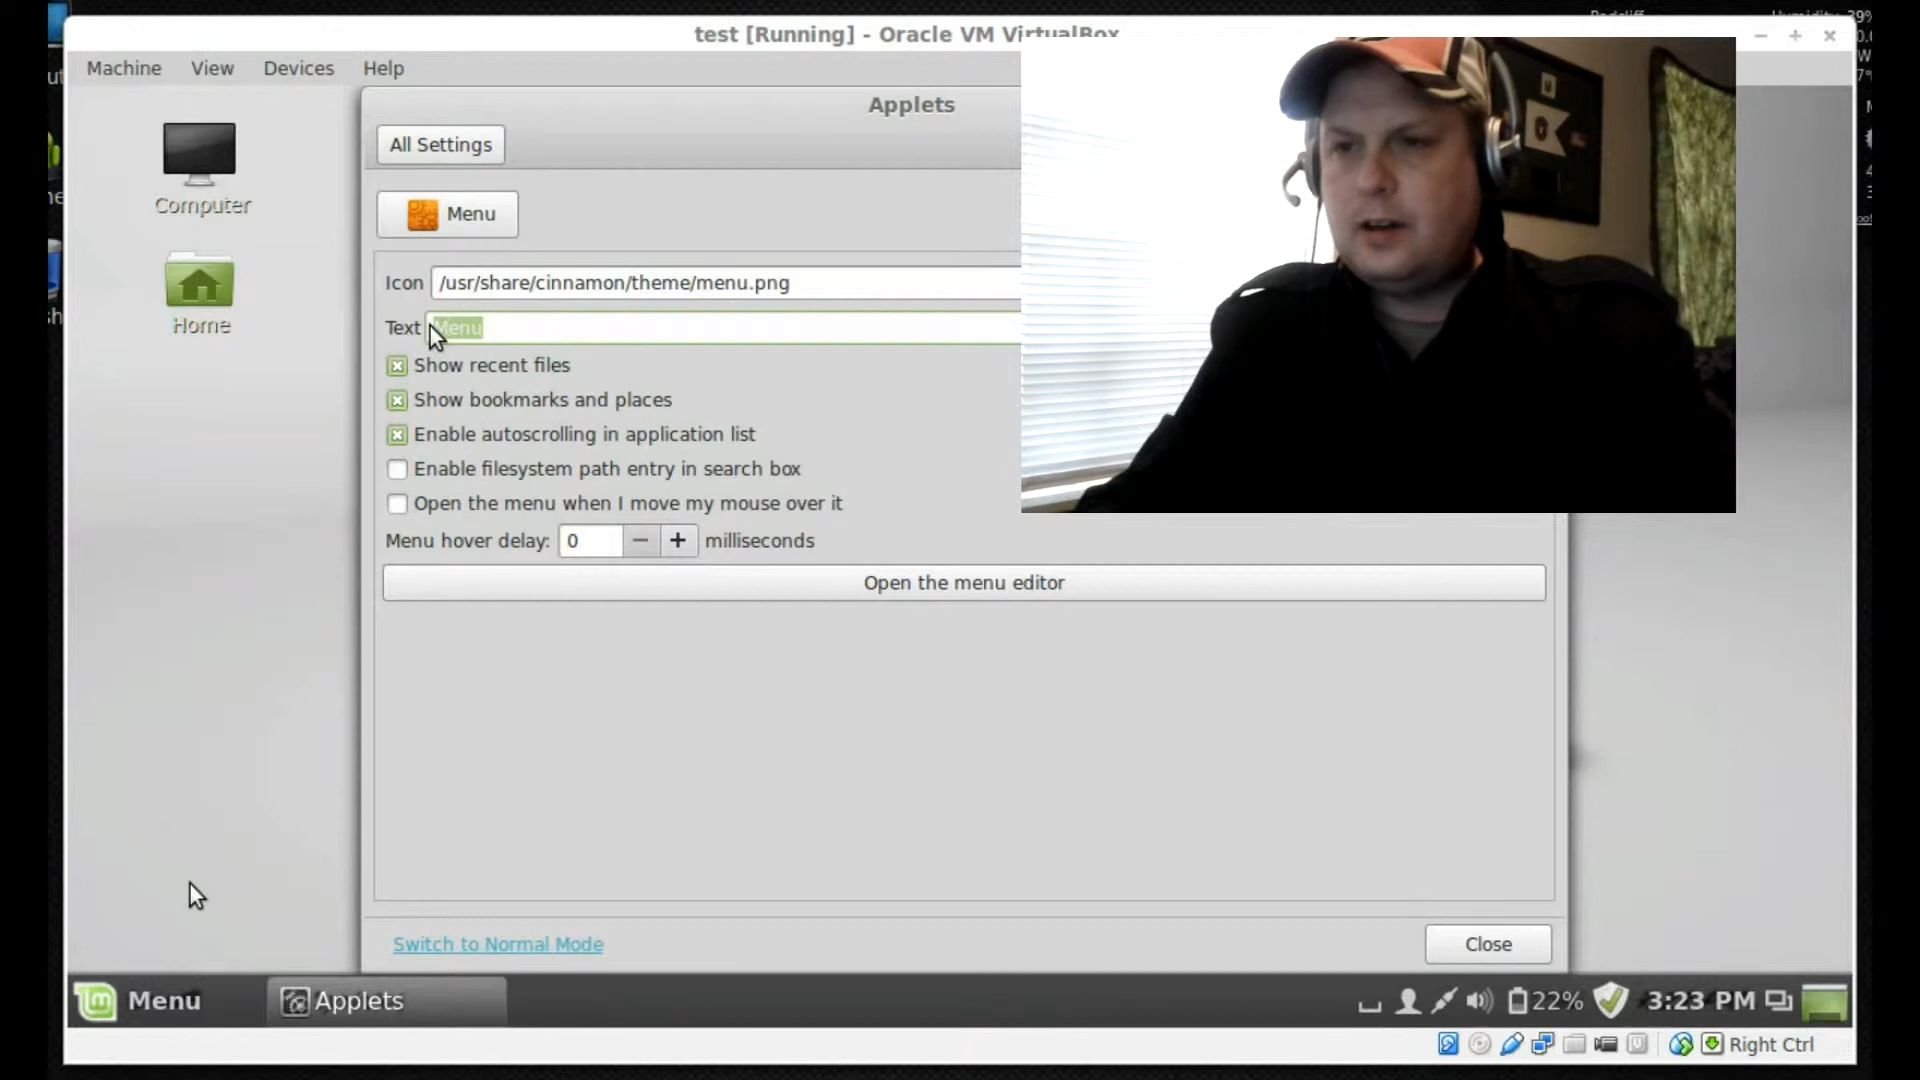 test [Running] - Oracle VM VirtualBox
Machine View Devices Help
Applets
All Settings
Computer
Menu
Icon /usr/share/cinnamon/theme/menu.png
Home
Text Menu
Show recent files
Show bookmarks and places
Enable autoscrolling in application list
Enable filesystem path entry in search box
Open the menu when I move my mouse over it
Menu hover delay: 0 − + milliseconds
Open the menu editor
Switch to Normal Mode
Close
Menu Applets 22% 3:23 PM
Right Ctrl